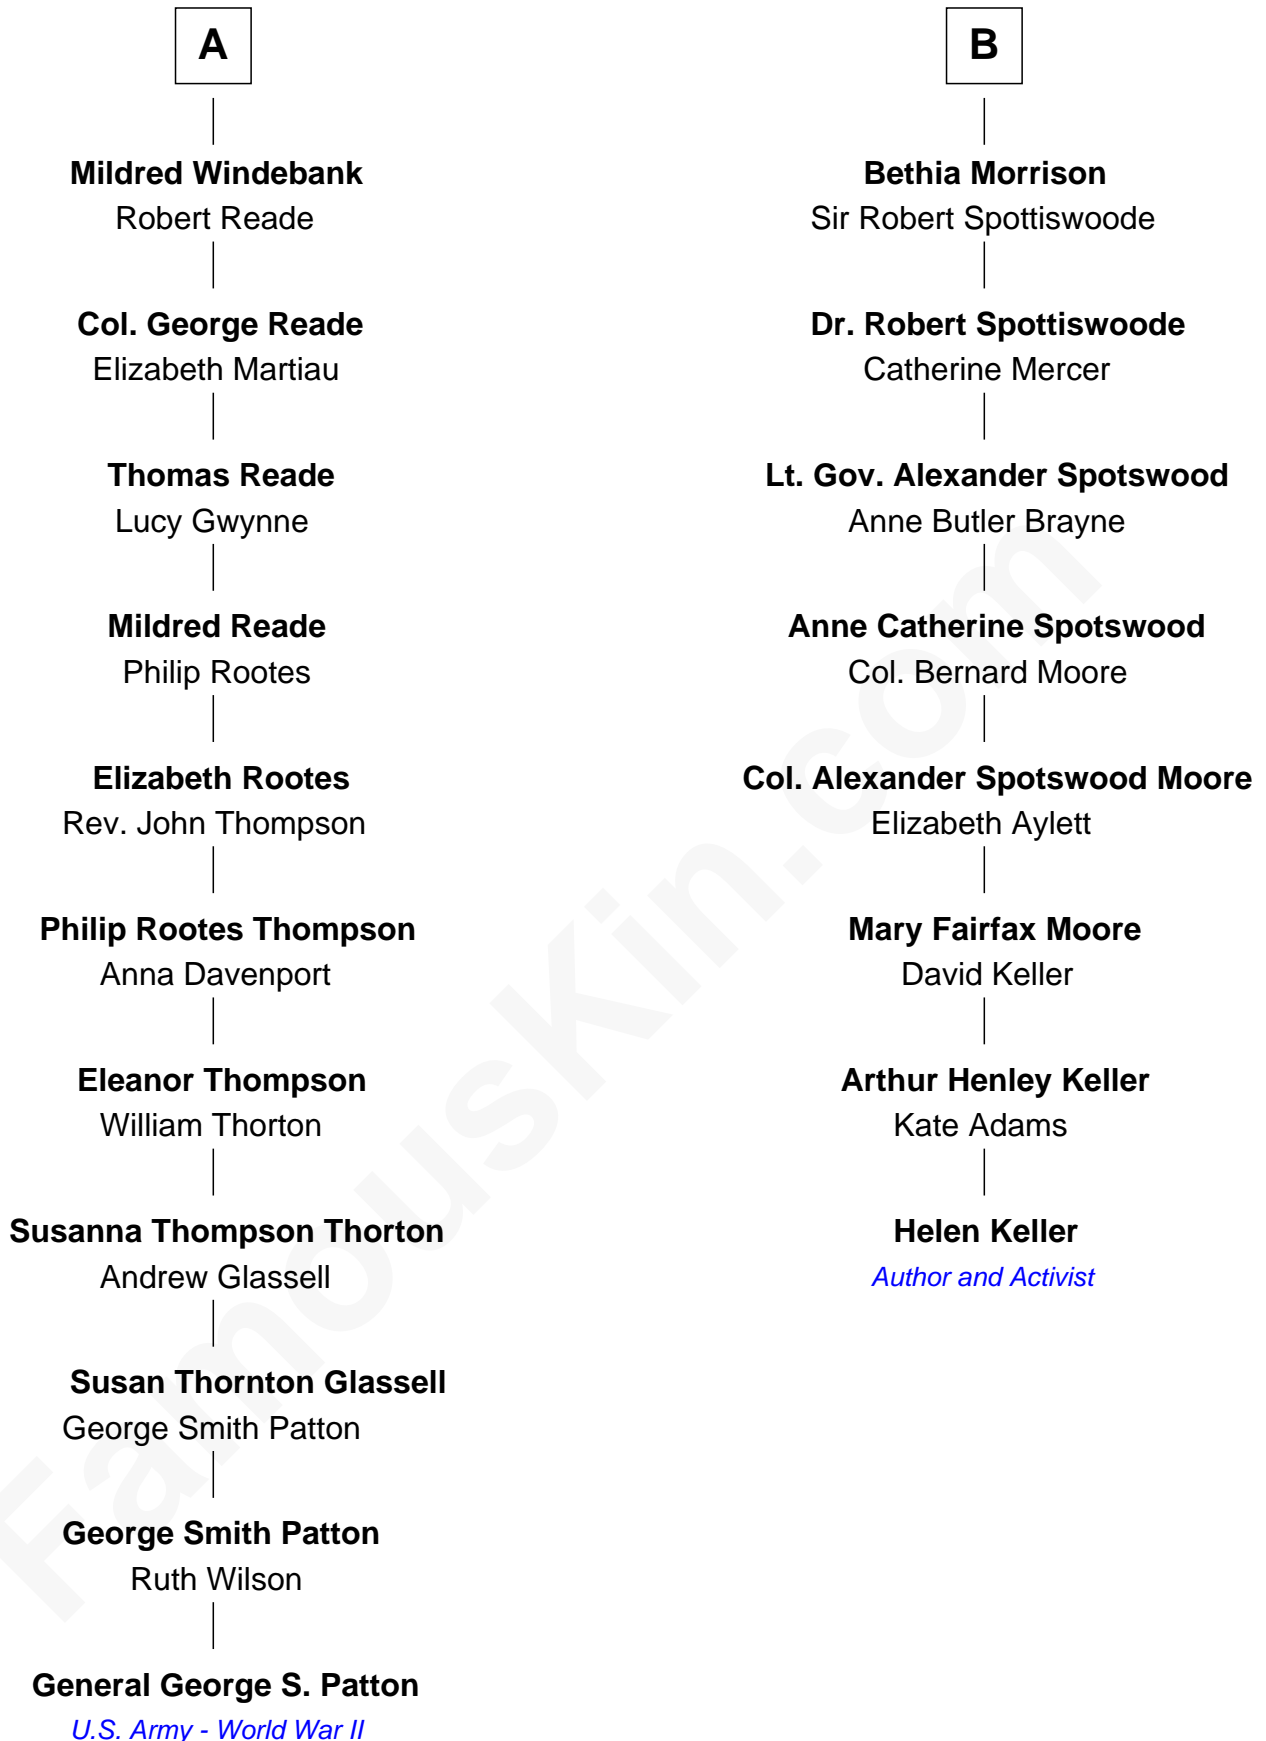 A
Mildred Windebank
Robert Reade
Col. George Reade
Elizabeth Martiau
Thomas Reade
Lucy Gwynne
Mildred Reade
Philip Rootes
Elizabeth Rootes
Rev. John Thompson
Philip Rootes Thompson
Anna Davenport
Eleanor Thompson
William Thorton
Susanna Thompson Thorton
Andrew Glassell
Susan Thornton Glassell
George Smith Patton
George Smith Patton
Ruth Wilson
General George S. Patton
U.S. Army - World War II
B
Bethia Morrison
Sir Robert Spottiswoode
Dr. Robert Spottiswoode
Catherine Mercer
Lt. Gov. Alexander Spotswood
Anne Butler Brayne
Anne Catherine Spotswood
Col. Bernard Moore
Col. Alexander Spotswood Moore
Elizabeth Aylett
Mary Fairfax Moore
David Keller
Arthur Henley Keller
Kate Adams
Helen Keller
Author and Activist
FamousKin.com